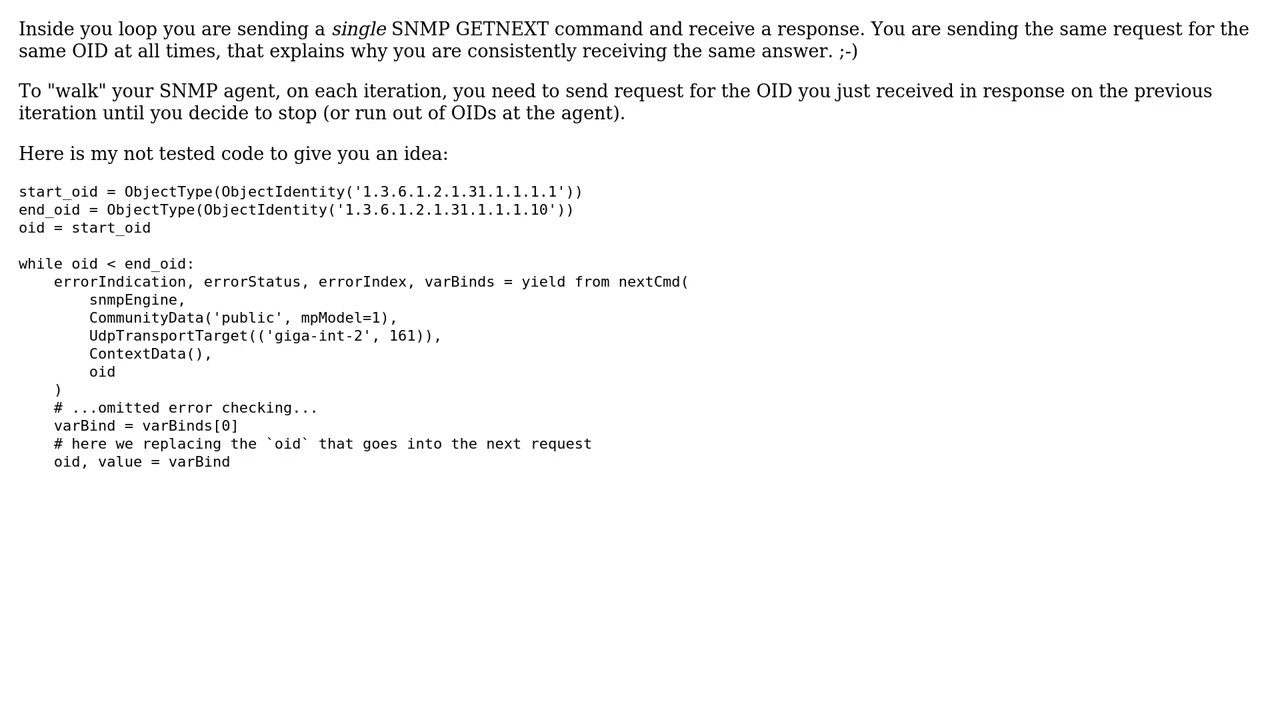 Inside you loop you are sending a single SNMP GETNEXT command and receive a response. You are sending the same request for the
same OID at all times, that explains why you are consistently receiving the same answer. ;-)
To "walk" your SNMP agent, on each iteration, you need to send request for the OID you just received in response on the previous
iteration until you decide to stop (or run out of OIDs at the agent).
Here is my not tested code to give you an idea:
start_oid = ObjectType(ObjectIdentity('1.3.6.1.2.1.31.1.1.1.1'))
end_oid = ObjectType(ObjectIdentity('1.3.6.1.2.1.31.1.1.1.10'))
oid = start_oid
while oid < end_oid:
    errorIndication, errorStatus, errorIndex, varBinds = yield from nextCmd(
        snmpEngine,
        CommunityData('public', mpModel=1),
        UdpTransportTarget(('giga-int-2', 161)),
        ContextData(),
        oid
    )
    # ...omitted error checking...
    varBind = varBinds[0]
    # here we replacing the `oid` that goes into the next request
    oid, value = varBind